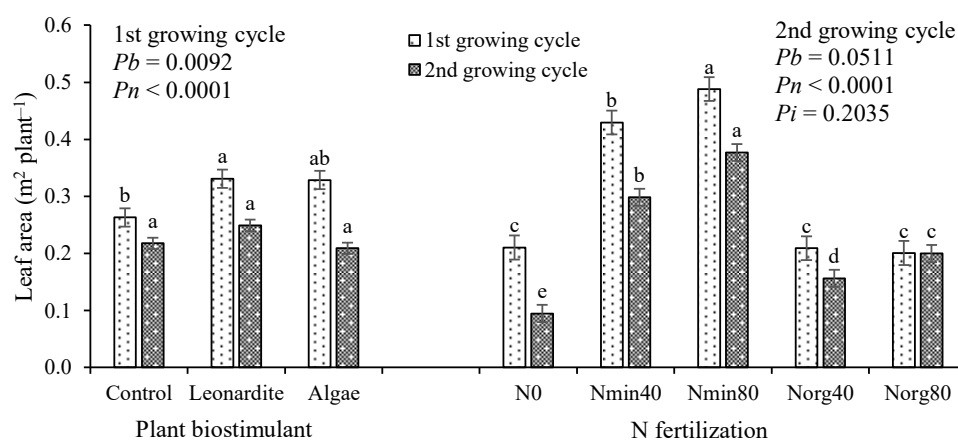 1st growing cycle
Pb = 0.0092
Pn < 0.0001
1st growing cycle
2nd growing cycle
2nd growing cycle
Pb = 0.0511
Pn < 0.0001
Pi = 0.2035
Leaf area (m² plant⁻¹)
0.6
0.5
0.4
0.3
0.2
0.1
0.0
b a a a ab a c e b b a a c d c c
Control Leonardite Algae N0 Nmin40 Nmin80 Norg40 Norg80
Plant biostimulant N fertilization